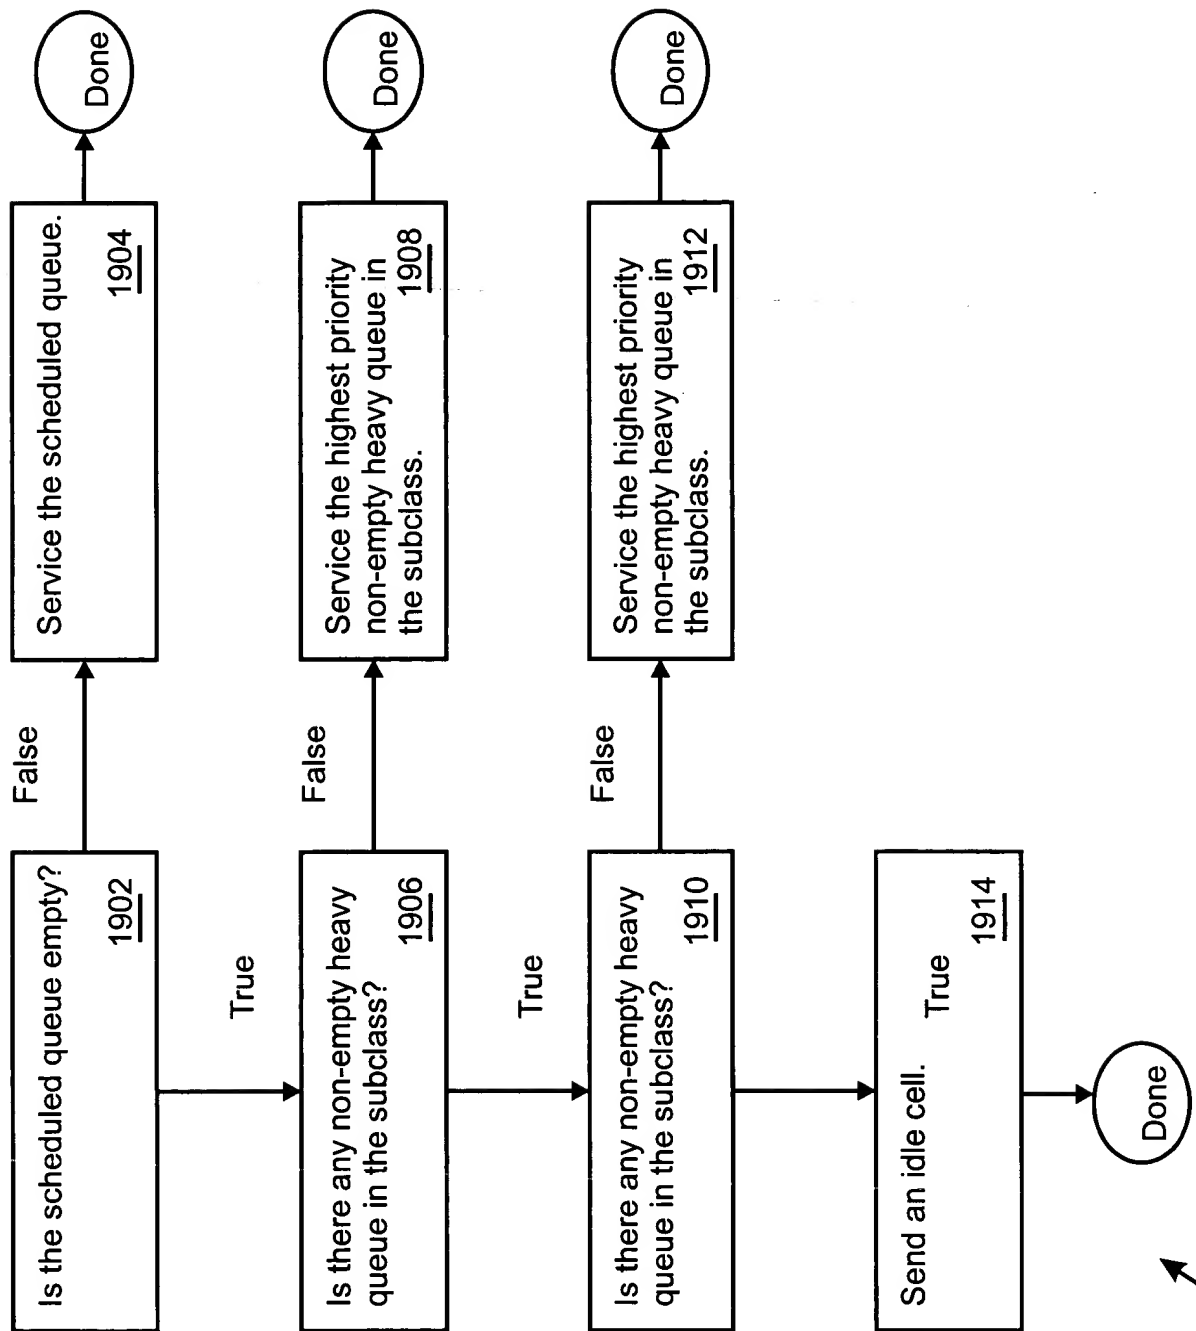 Is the scheduled queue empty?
1902
False
Service the scheduled queue.
1904
Done
True
Is there any non-empty heavy
queue in the subclass?
1906
False
Service the highest priority
non-empty heavy queue in
the subclass.
1908
Done
True
Is there any non-empty heavy
queue in the subclass?
1910
False
Service the highest priority
non-empty heavy queue in
the subclass.
1912
Done
Send an idle cell.
True
1914
Done